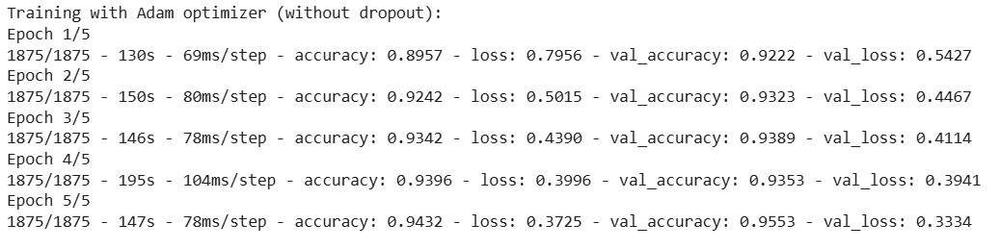 Training with Adam optimizer (without dropout):
Epoch 1/5
1875/1875 - 130s - 69ms/step - accuracy: 0.8957 - loss: 0.7956 - val_accuracy: 0.9222 - val_loss: 0.5427
Epoch 2/5
1875/1875 - 150s - 80ms/step - accuracy: 0.9242 - loss: 0.5015 - val_accuracy: 0.9323 - val_loss: 0.4467
Epoch 3/5
1875/1875 - 146s - 78ms/step - accuracy: 0.9342 - loss: 0.4390 - val_accuracy: 0.9389 - val_loss: 0.4114
Epoch 4/5
1875/1875 - 195s - 104ms/step - accuracy: 0.9396 - loss: 0.3996 - val_accuracy: 0.9353 - val_loss: 0.3941
Epoch 5/5
1875/1875 - 147s - 78ms/step - accuracy: 0.9432 - loss: 0.3725 - val_accuracy: 0.9553 - val_loss: 0.3334